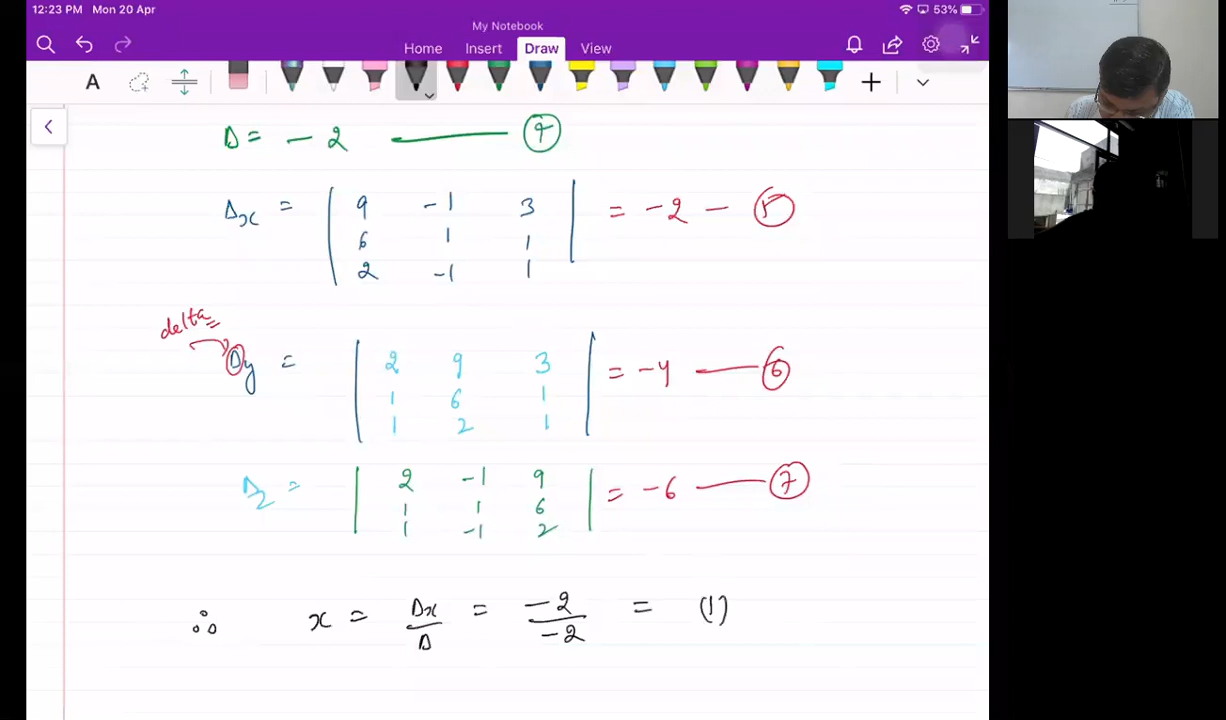 12:23 PM Mon 20 Apr
53%
My Notebook
Home Insert Draw View
A
Δ = - 2 ④
Δx = | 9 -1 3 | = -2 - ⑤
6 1 1
2 -1 1
delta
Δy = | 2 9 3 | = -4 ⑥
1 6 1
1 2 1
Δz = | 2 -1 9 | = -6 ⑦
1 1 6
1 -1 2
∴ x = Δx/Δ = -2/-2 = (1)